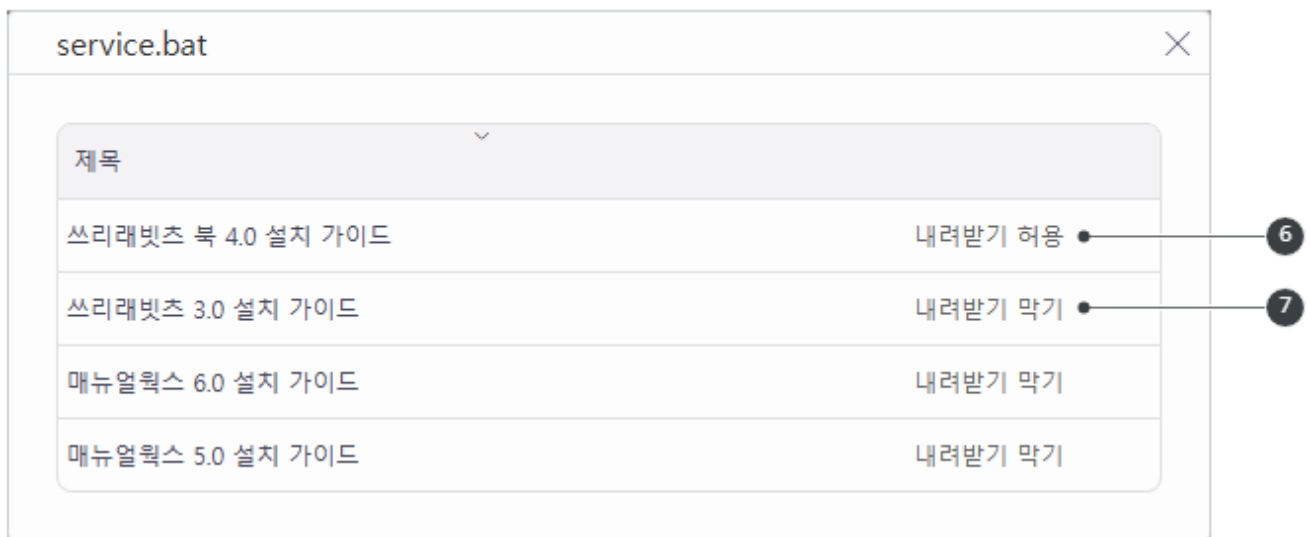 service.bat
제목
쓰리래빗츠 북 4.0 설치 가이드 내려받기 허용 6
쓰리래빗츠 3.0 설치 가이드 내려받기 막기 7
매뉴얼웍스 6.0 설치 가이드 내려받기 막기
매뉴얼웍스 5.0 설치 가이드 내려받기 막기